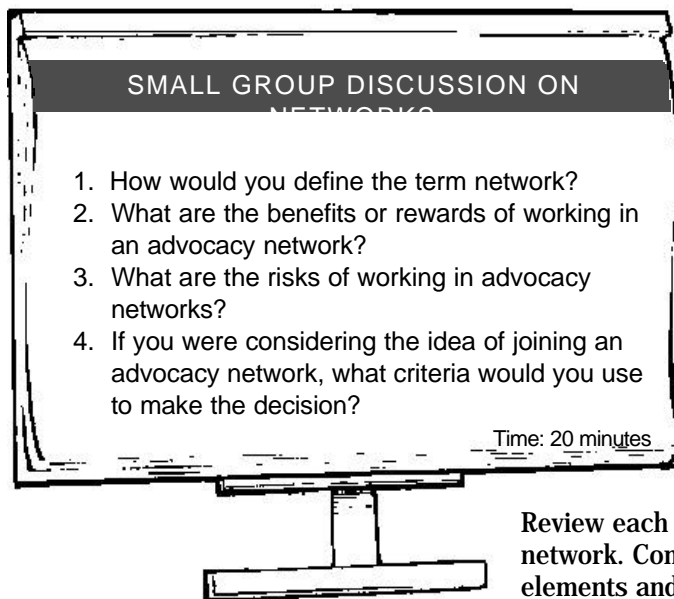 SMALL GROUP DISCUSSION ON
NETWORKS
1. How would you define the term network?
2. What are the benefits or rewards of working in
an advocacy network?
3. What are the risks of working in advocacy
networks?
4. If you were considering the idea of joining an
advocacy network, what criteria would you use
to make the decision?
Time: 20 minutes
Review each
network. Con
elements and